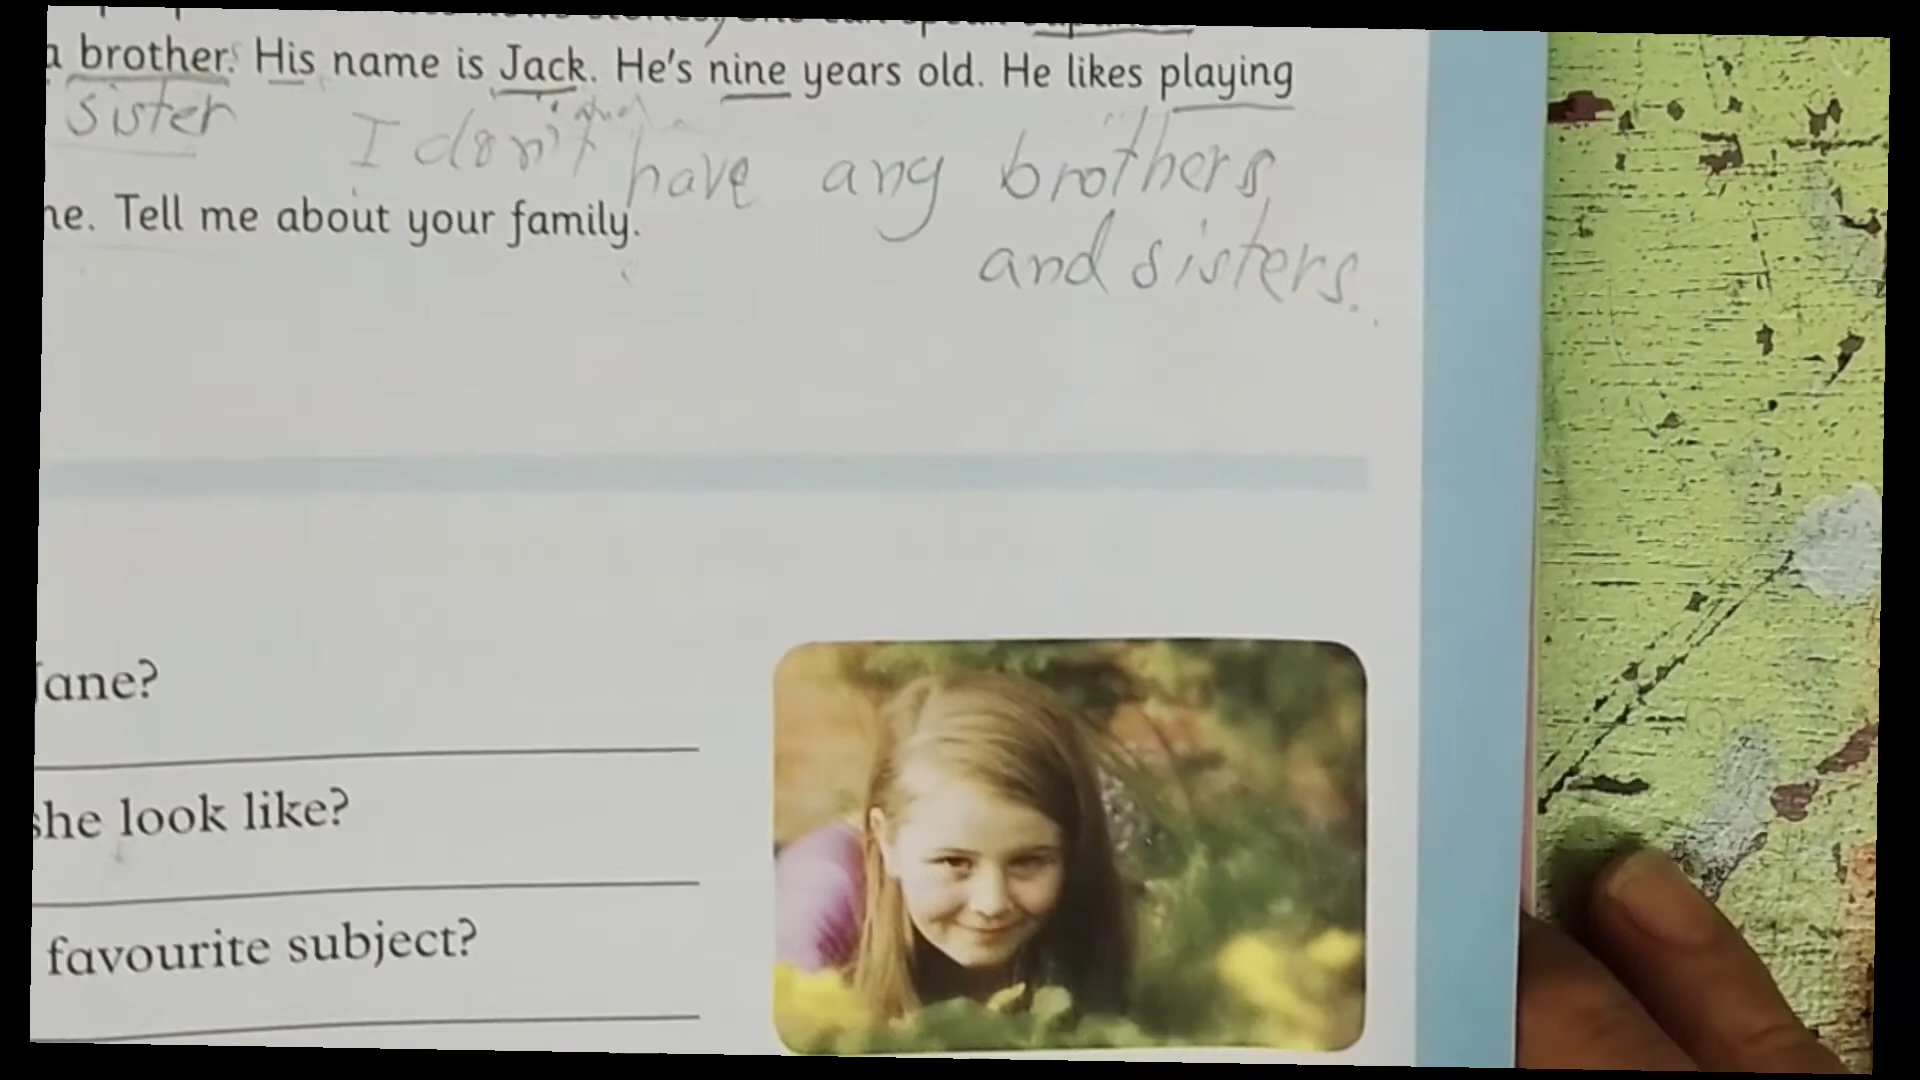 a brother. His name is Jack. He's nine years old. He likes playing
sister
I don't have any brothers,
and sisters.
Tell me about your family.
Jane?
she look like?
favourite subject?